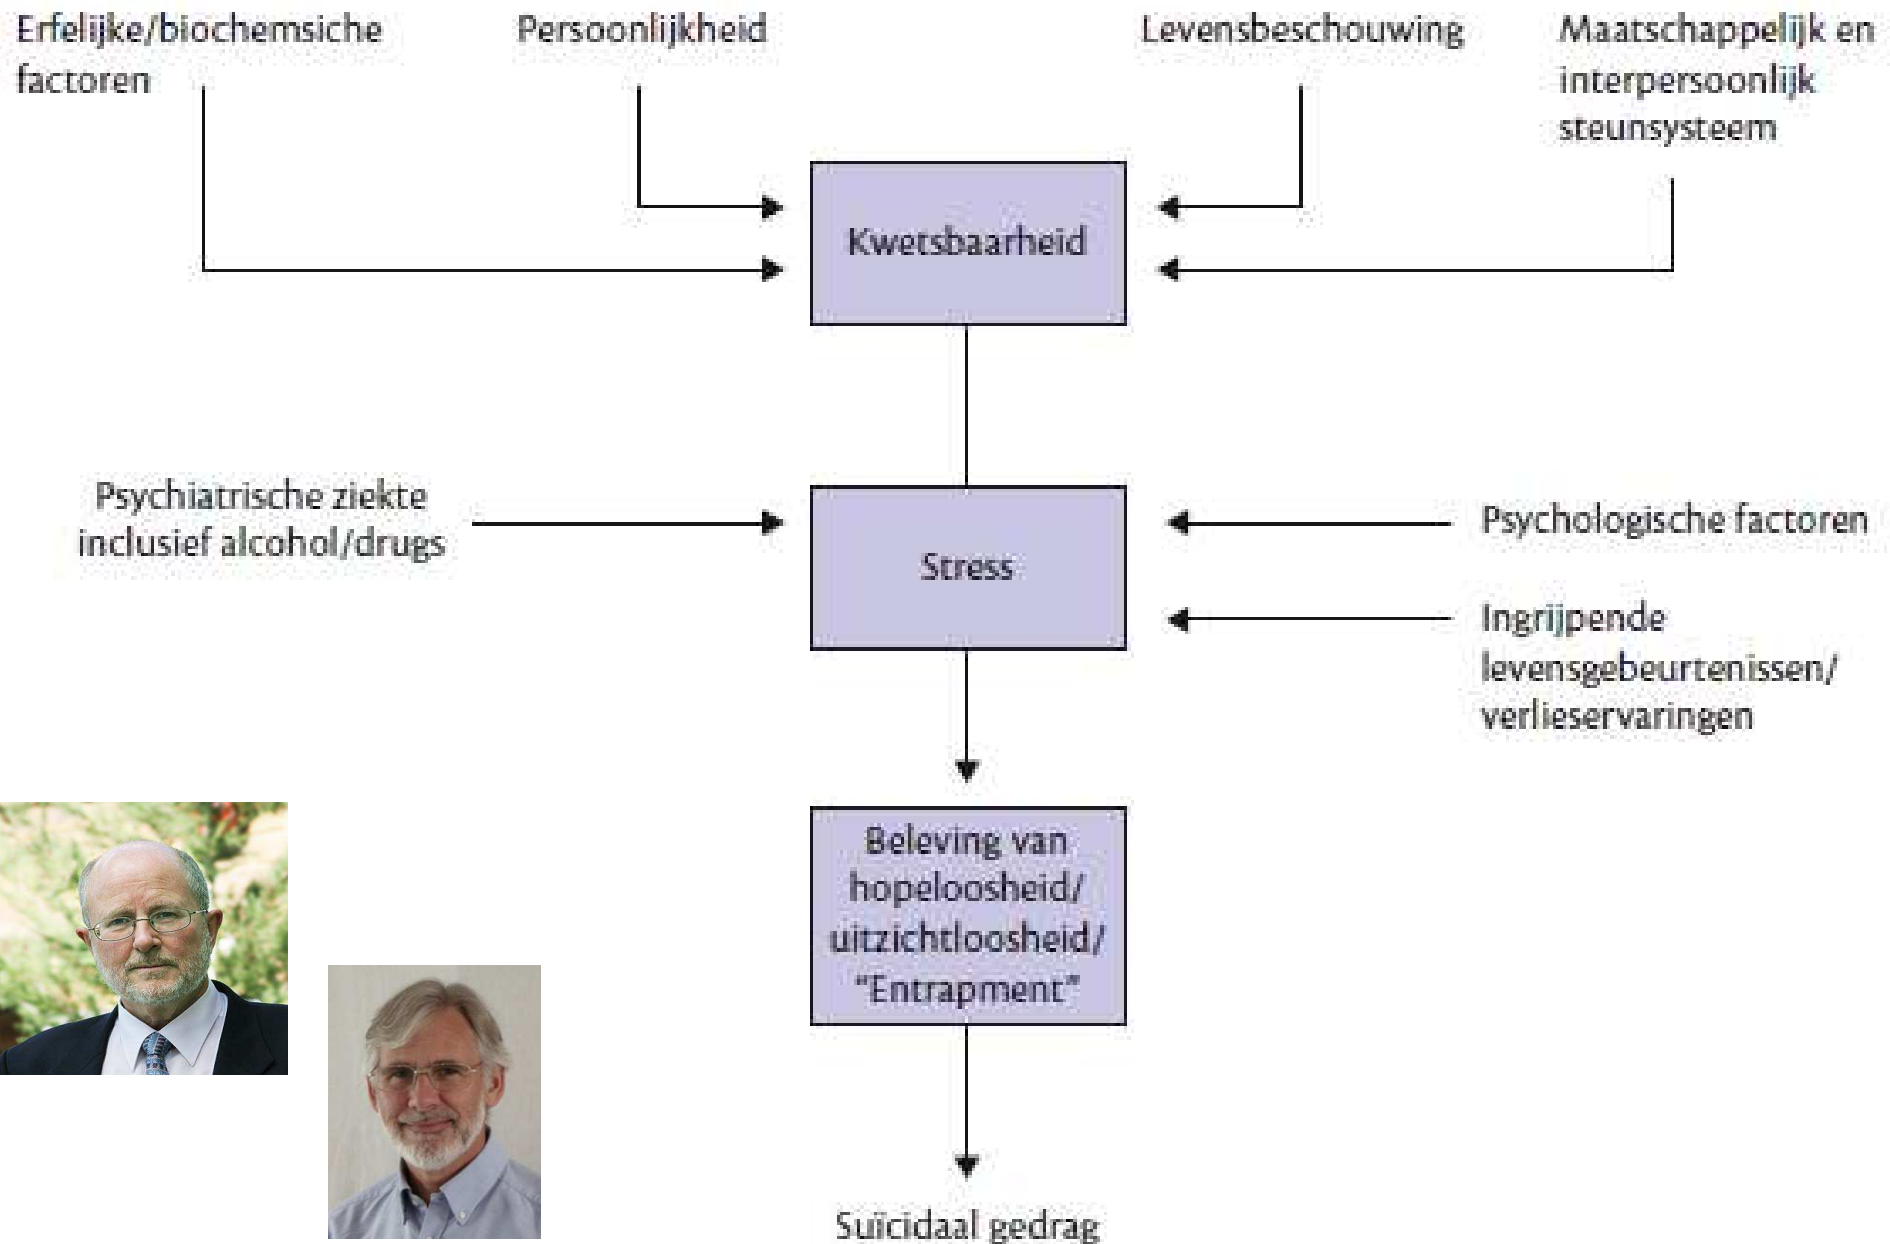 Erfelijke/biochemsiche
factoren
Persoonlijkheid
Levensbeschouwing
Maatschappelijk en
interpersoonlijk
steunsysteem
Kwetsbaarheid
Psychiatrische ziekte
inclusief alcohol/drugs
Stress
Psychologische factoren
Ingrijpende
levensgebeurtenissen/
verlieservaringen
Beleving van
hopeloosheid/
uitzichtloosheid/
“Entrapment”
Suïcidaal gedrag